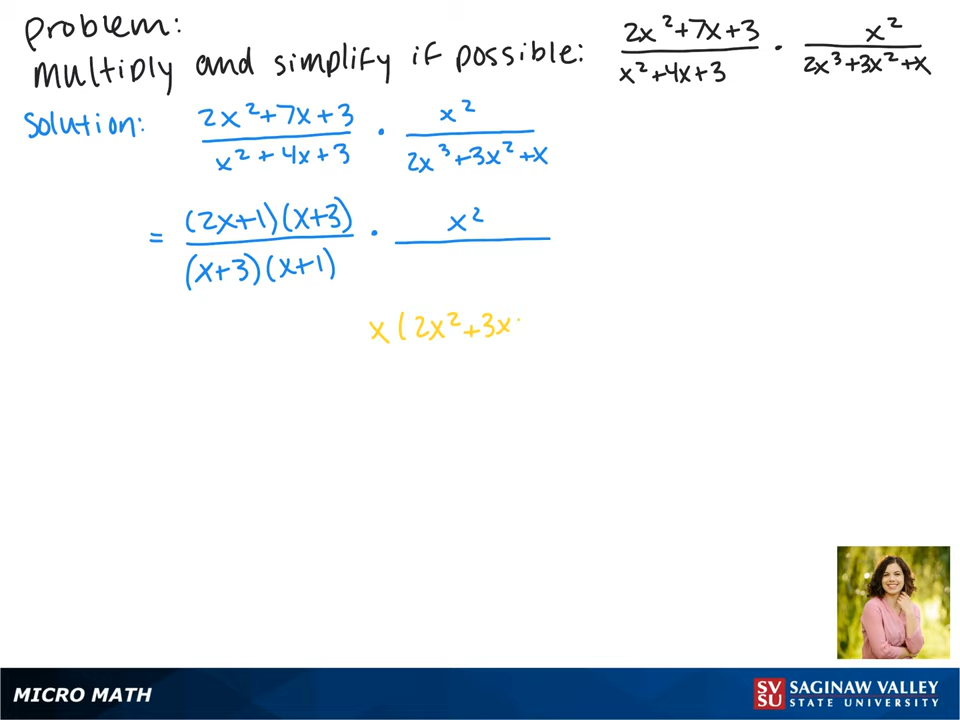 problem:
multiply and simplify if possible: (2x²+7x+3)/(x²+4x+3) · x²/(2x³+3x²+x)
Solution: (2x²+7x+3)/(x²+4x+3) · x²/(2x³+3x²+x)
= (2x+1)(x+3)/(x+3)(x+1) · x²/
x(2x²+3x
MICRO MATH
SV SU SAGINAW VALLEY
STATE UNIVERSITY